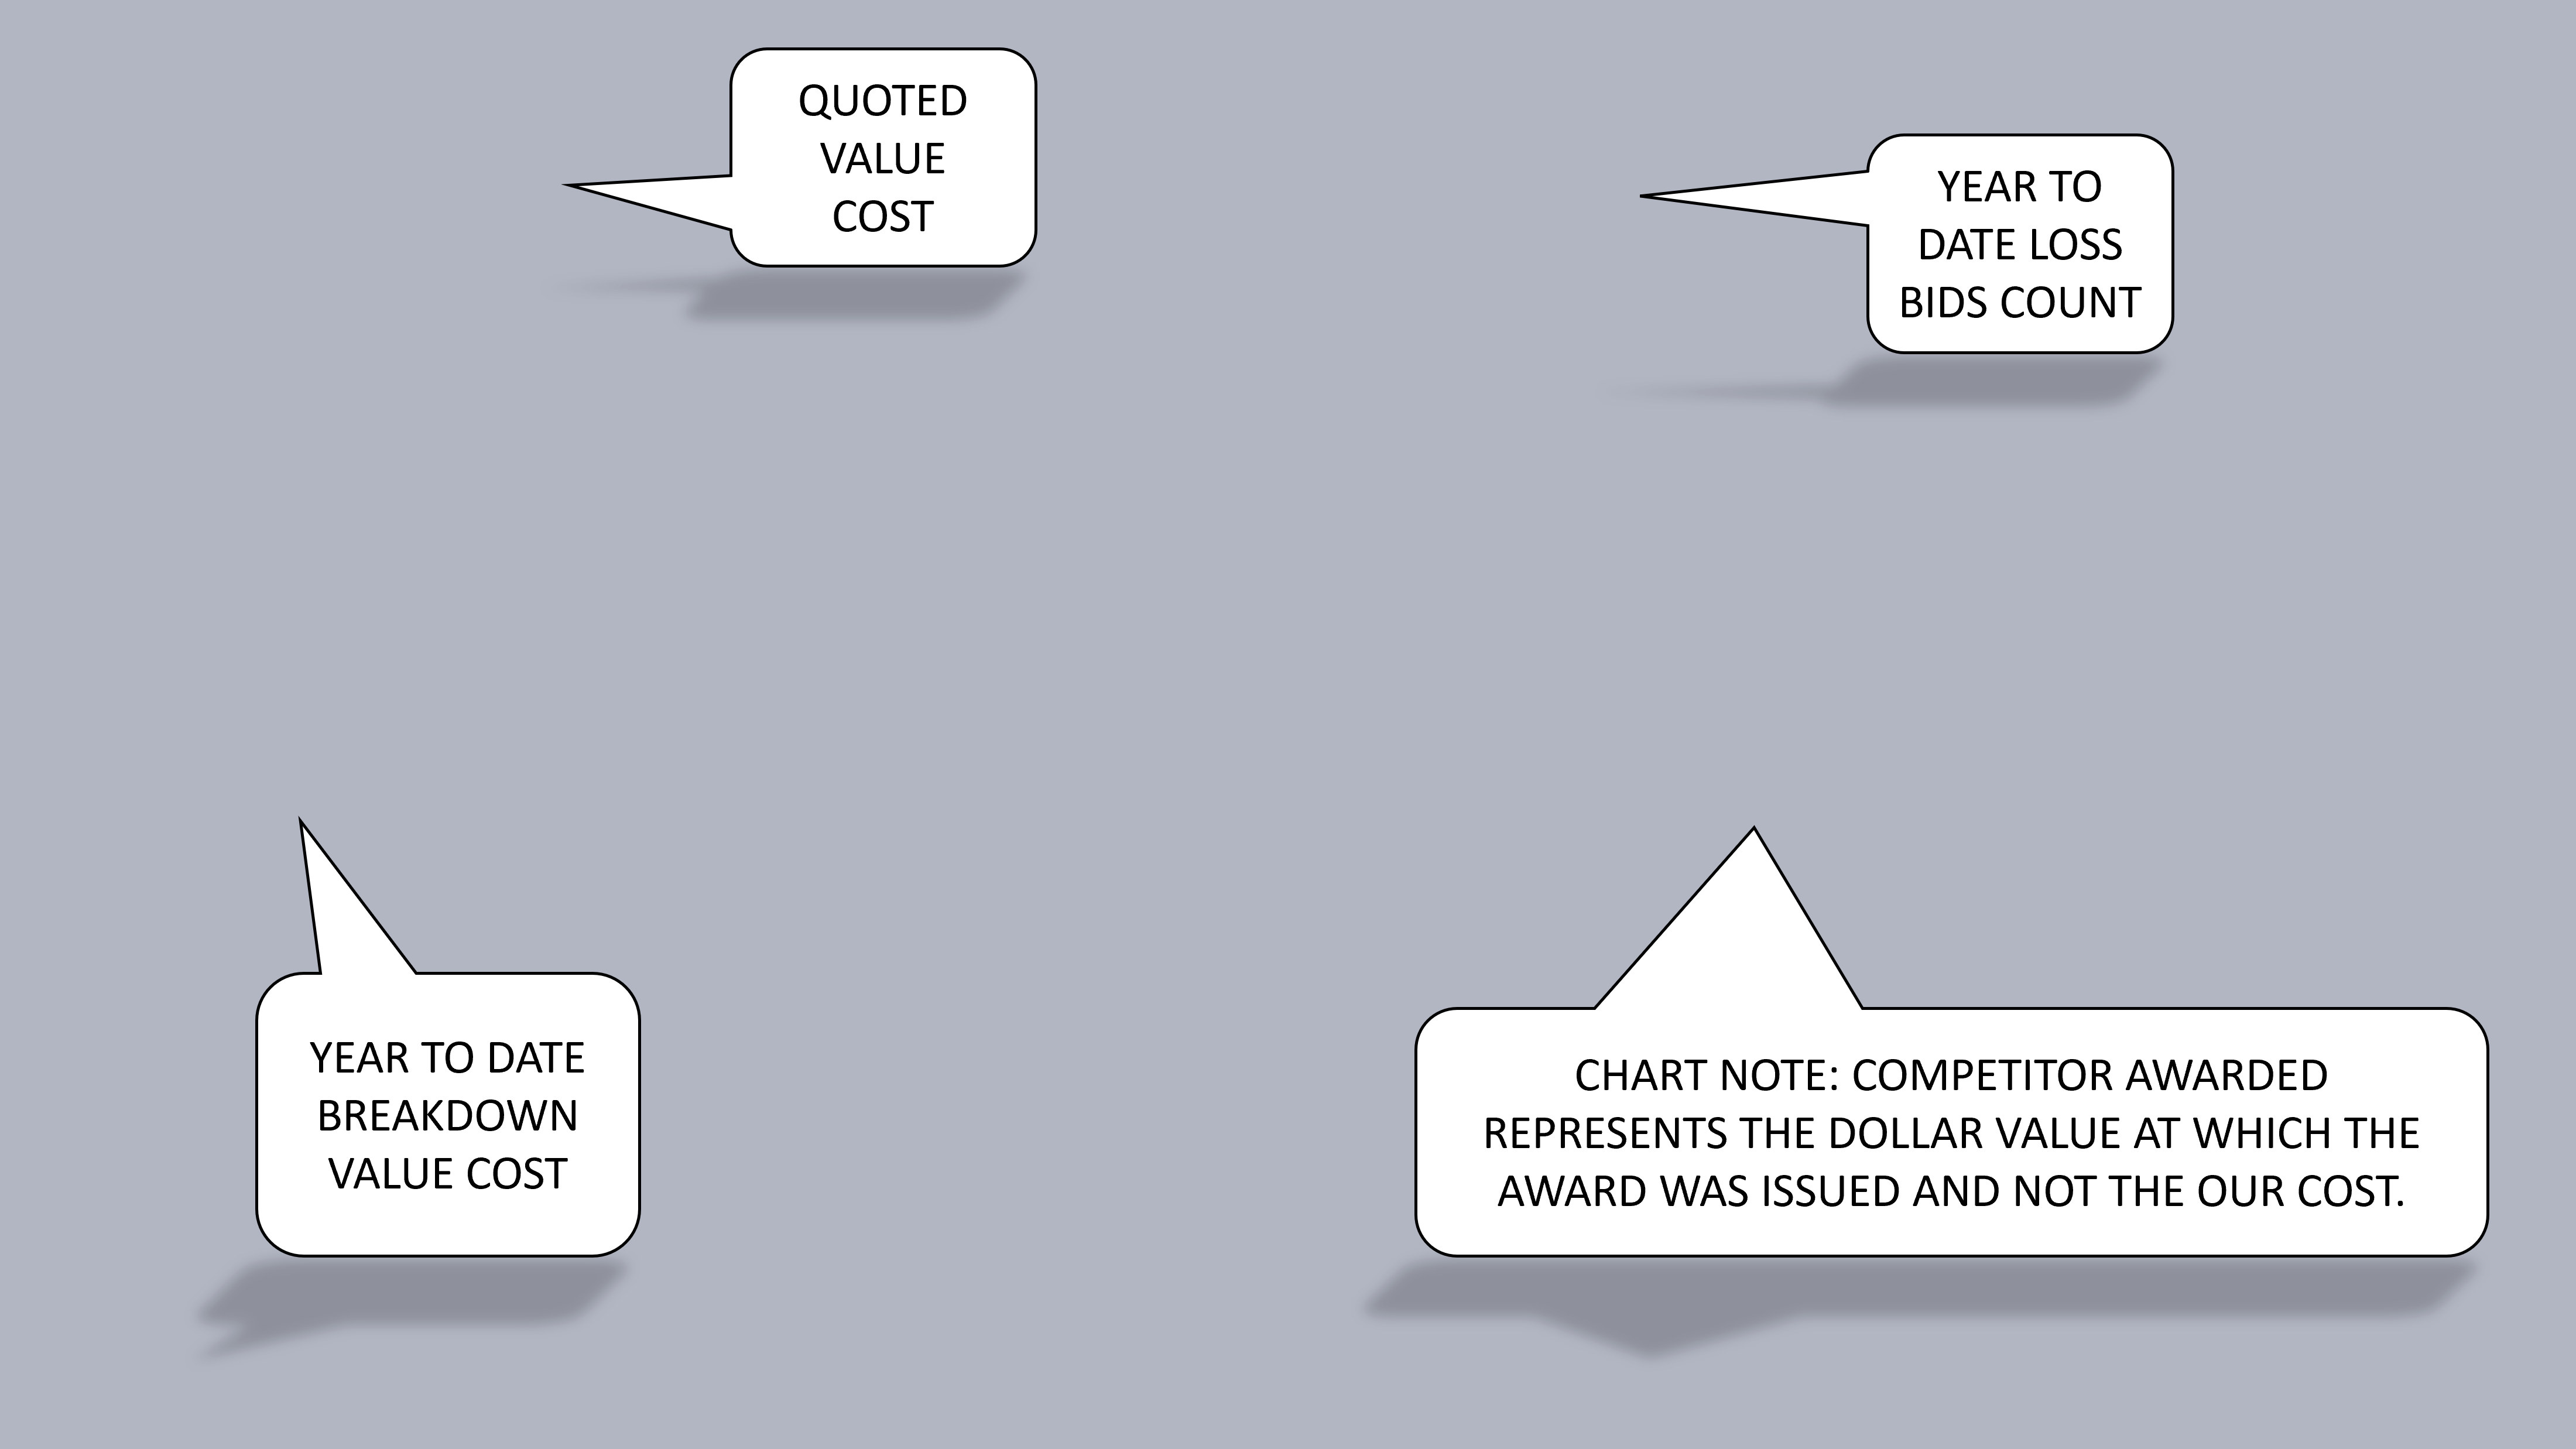 QUOTED
VALUE
COST
YEAR TO
DATE LOSS
BIDS COUNT
YEAR TO DATE
BREAKDOWN
VALUE COST
CHART NOTE: COMPETITOR AWARDED
REPRESENTS THE DOLLAR VALUE AT WHICH THE
AWARD WAS ISSUED AND NOT THE OUR COST.